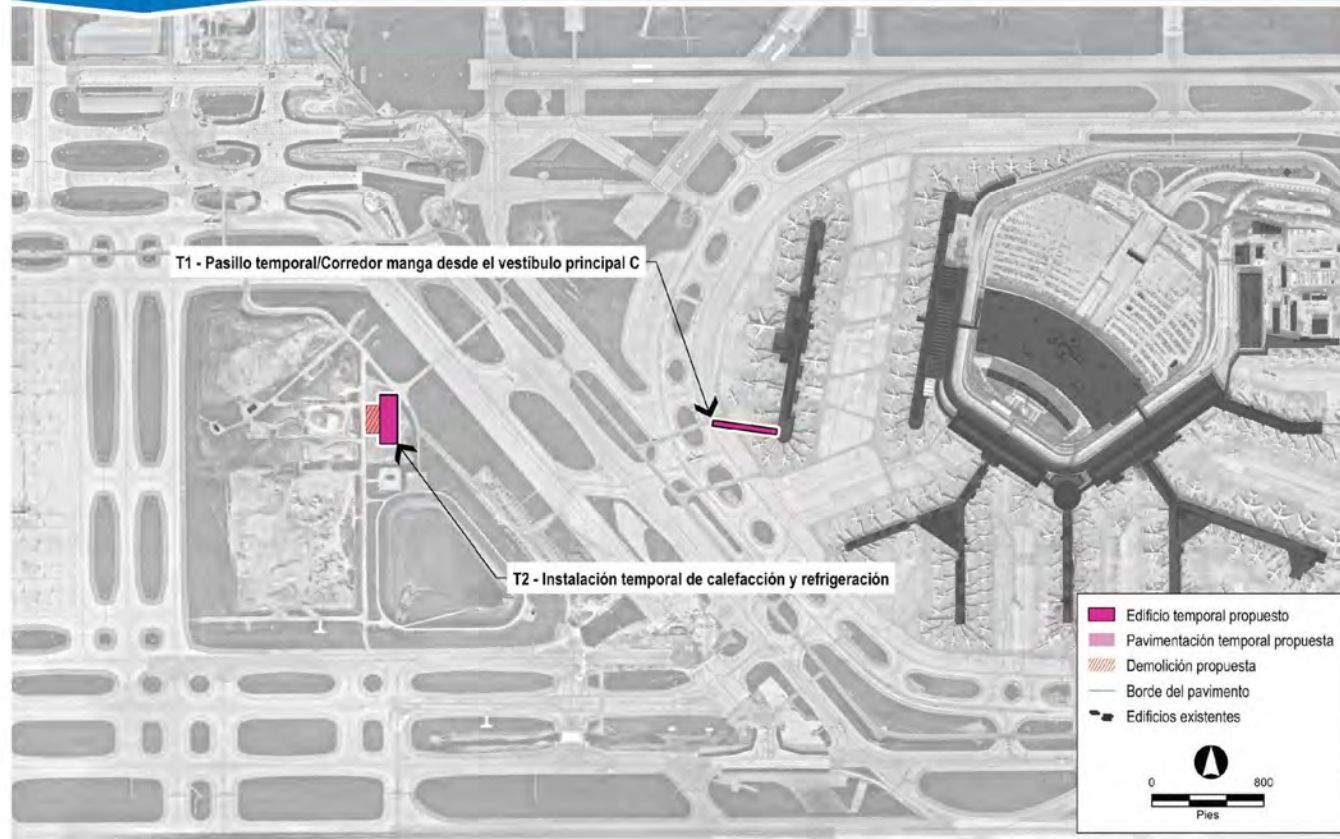 T1 - Pasillo temporal/Corredor manga desde el vestíbulo principal C
T2 - Instalación temporal de calefacción y refrigeración
Edificio temporal propuesto
Pavimentación temporal propuesta
Demolición propuesta
Borde del pavimento
Edificios existentes
0 800
Pies